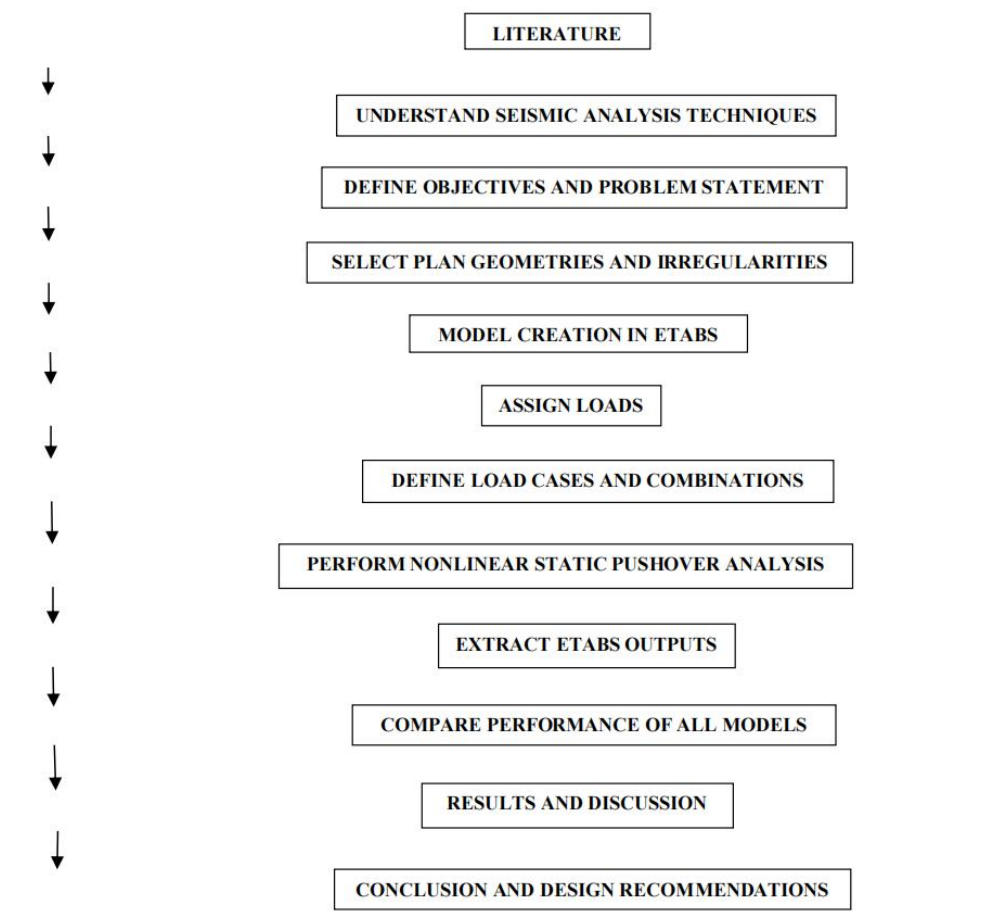 LITERATURE
UNDERSTAND SEISMIC ANALYSIS TECHNIQUES
DEFINE OBJECTIVES AND PROBLEM STATEMENT
SELECT PLAN GEOMETRIES AND IRREGULARITIES
MODEL CREATION IN ETABS
ASSIGN LOADS
DEFINE LOAD CASES AND COMBINATIONS
PERFORM NONLINEAR STATIC PUSHOVER ANALYSIS
EXTRACT ETABS OUTPUTS
COMPARE PERFORMANCE OF ALL MODELS
RESULTS AND DISCUSSION
CONCLUSION AND DESIGN RECOMMENDATIONS